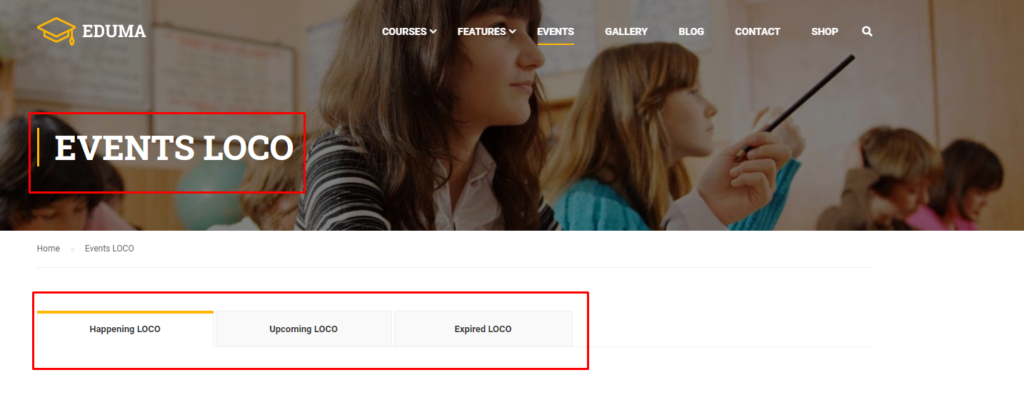 EDUMA
COURSES FEATURES EVENTS GALLERY BLOG CONTACT SHOP
EVENTS LOCO
Home Events LOCO
Happening LOCO Upcoming LOCO Expired LOCO